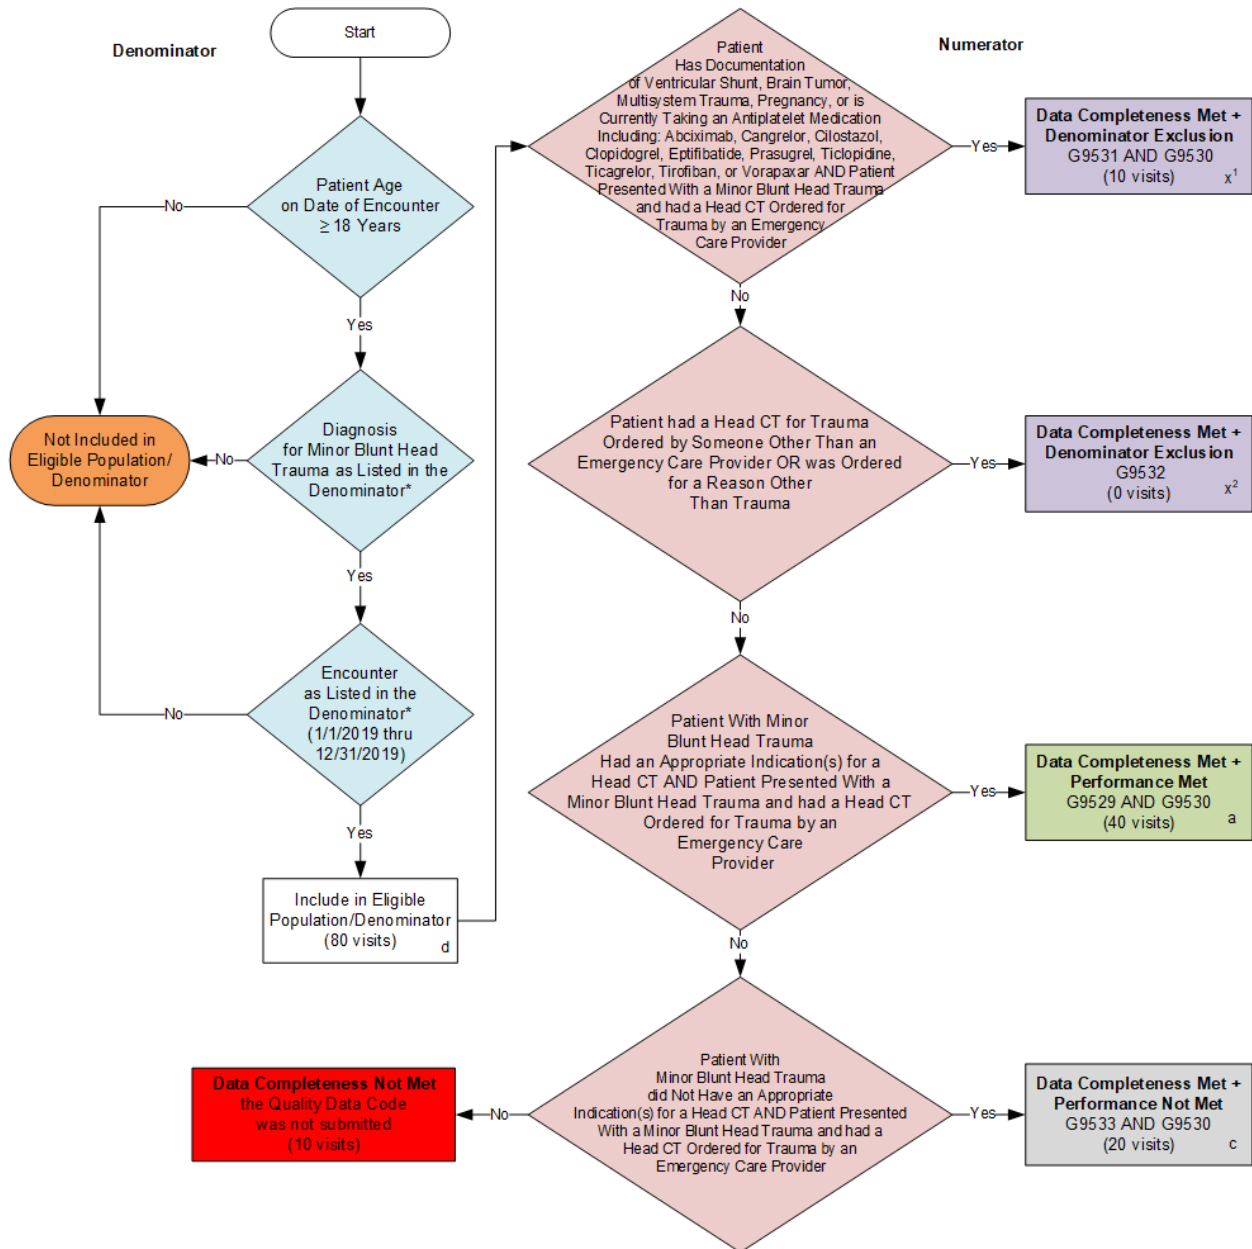 Denominator
Start
Numerator
Patient Age
on Date of Encounter
≥ 18 Years
No
Yes
Diagnosis
for Minor Blunt Head
Trauma as Listed in the
Denominator*
No
Not Included in
Eligible Population/
Denominator
Yes
Encounter
as Listed in the
Denominator*
(1/1/2019 thru
12/31/2019)
No
Yes
Include in Eligible
Population/Denominator
(80 visits)
d
Patient
Has Documentation
of Ventricular Shunt, Brain Tumor,
Multisystem Trauma, Pregnancy, or is
Currently Taking an Antiplatelet Medication
Including: Abciximab, Cangrelor, Cilostazol,
Clopidogrel, Eptifibatide, Prasugrel, Ticlopidine,
Ticagrelor, Tirofiban, or Vorapaxar AND Patient
Presented With a Minor Blunt Head Trauma
and had a Head CT Ordered for
Trauma by an Emergency
Care Provider
Yes
Data Completeness Met +
Denominator Exclusion
G9531 AND G9530
(10 visits)
x¹
No
Patient had a Head CT for Trauma
Ordered by Someone Other Than an
Emergency Care Provider OR was Ordered
for a Reason Other
Than Trauma
Yes
Data Completeness Met +
Denominator Exclusion
G9532
(0 visits)
x²
No
Patient With Minor
Blunt Head Trauma
Had an Appropriate Indication(s) for a
Head CT AND Patient Presented With a
Minor Blunt Head Trauma and had a Head CT
Ordered for Trauma by an
Emergency Care
Provider
Yes
Data Completeness Met +
Performance Met
G9529 AND G9530
(40 visits)
a
No
Patient With
Minor Blunt Head Trauma
did Not Have an Appropriate
Indication(s) for a Head CT AND Patient Presented
With a Minor Blunt Head Trauma and had a
Head CT Ordered for Trauma by an
Emergency Care Provider
Yes
Data Completeness Met +
Performance Not Met
G9533 AND G9530
(20 visits)
c
No
Data Completeness Not Met
the Quality Data Code
was not submitted
(10 visits)